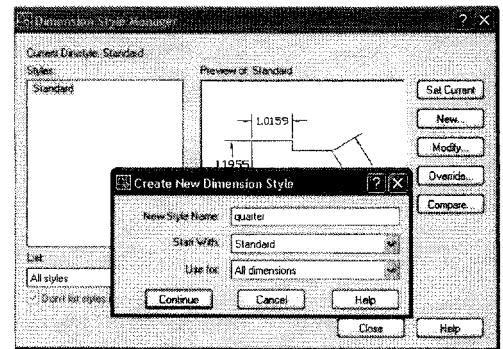 Dimension Style Manager
Current Dimstyle: Standard
Styles:
Preview of: Standard
Standard
Set Current
1.0159
New...
Modify...
1.1955
Override...
Create New Dimension Style
Compare...
New Style Name: quarter
Start With: Standard
Use for: All dimensions
List:
All styles
Don't list styles
Continue
Cancel
Help
Close
Help